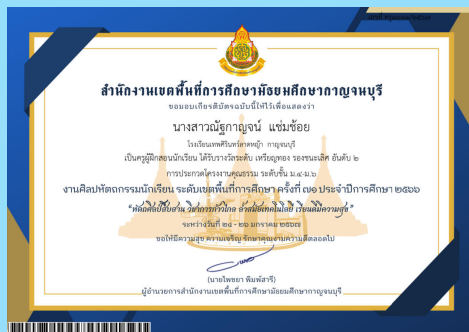 สำนักงานเขตพื้นที่การศึกษามัธยมศึกษากาญจนบุรี
ขอมอบเกียรติบัตรฉบับนี้ให้ไว้เพื่อแสดงว่า
นางสาวณัฐกาญจน์ แช่มช้อย
โรงเรียนเทพศิรินทร์ลาดหญ้า กาญจนบุรี
เป็นครูผู้ฝึกสอนนักเรียน ได้รับรางวัลระดับ เหรียญทอง รองชนะเลิศ อันดับ ๒
การประกวดโครงงานคุณธรรม ระดับชั้น ม.๔-ม.๖
งานศิลปหัตถกรรมนักเรียน ระดับเขตพื้นที่การศึกษา ครั้งที่ ๗๑ ประจำปีการศึกษา ๒๕๖๖
ระหว่างวันที่ ๒๔ - ๒๖ มกราคม ๒๕๖๗
ขอให้มีความสุข ความเจริญ รักษาคุณงามความดีตลอดไป
(นายไพชยา พิมพ์สารี)
ผู้อำนวยการสำนักงานเขตพื้นที่การศึกษามัธยมศึกษากาญจนบุรี